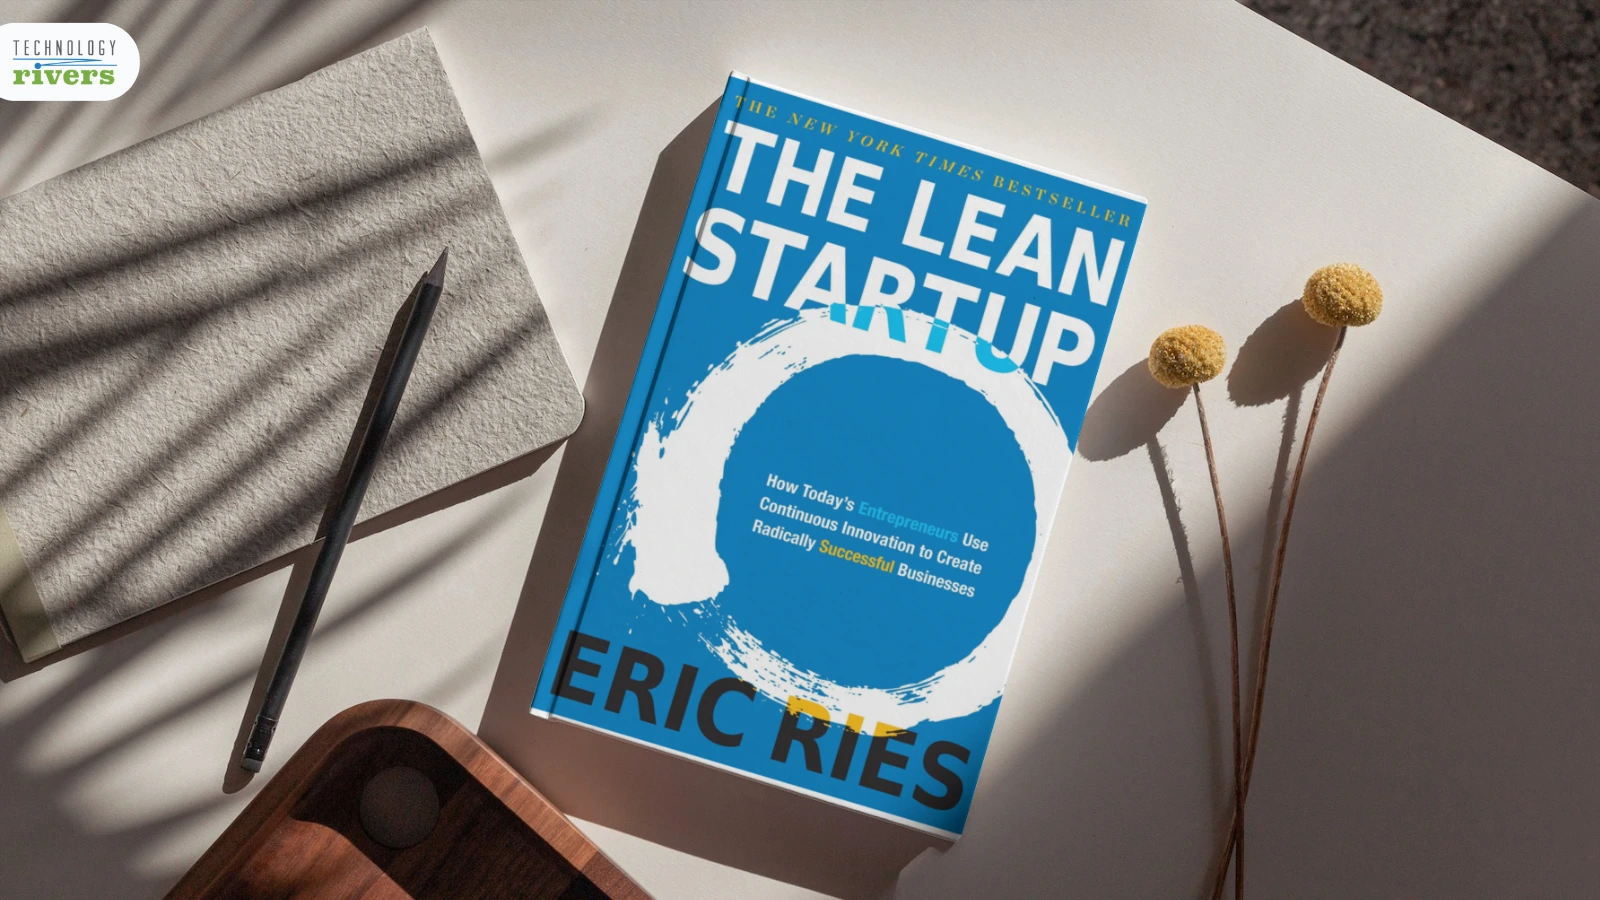 TECHNOLOGY
rivers
THE NEW YORK TIMES BESTSELLER
THE LEAN
STARTUP
How Today's Entrepreneurs Use
Continuous Innovation to Create
Radically Successful Businesses
ERIC RIES